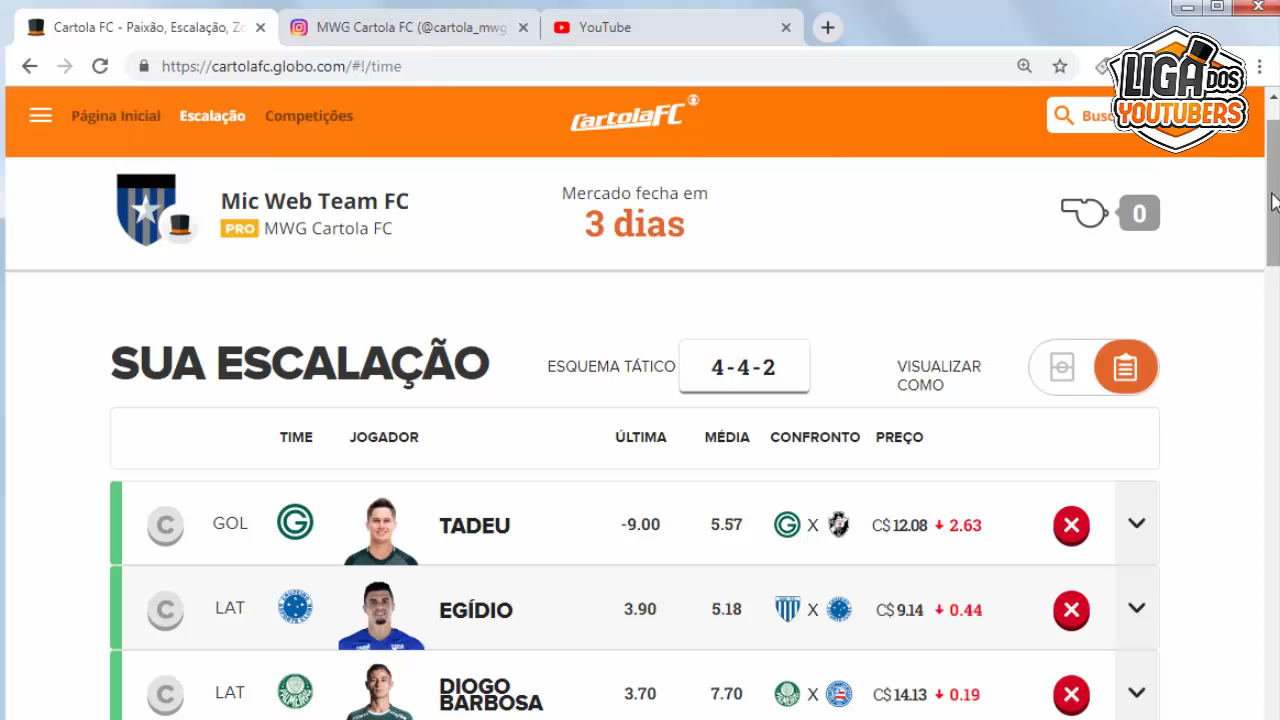 Cartola FC - Paixão, Escalação, Zo
MWG Cartola FC (@cartola_mwg
YouTube
https://cartolafc.globo.com/#!/time
LIGA DOS
YOUTUBERS
Página Inicial
Escalação
Competições
CartolaFC
Busc
Mic Web Team FC
PRO MWG Cartola FC
Mercado fecha em
3 dias
0
SUA ESCALAÇÃO
ESQUEMA TÁTICO
4-4-2
VISUALIZAR
COMO
TIME JOGADOR ÚLTIMA MÉDIA CONFRONTO PREÇO
C GOL G TADEU -9.00 5.57 G X C$ 12.08 2.63
C LAT EGÍDIO 3.90 5.18 X C$ 9.14 0.44
C LAT DIOGO BARBOSA 3.70 7.70 X C$ 14.13 0.19